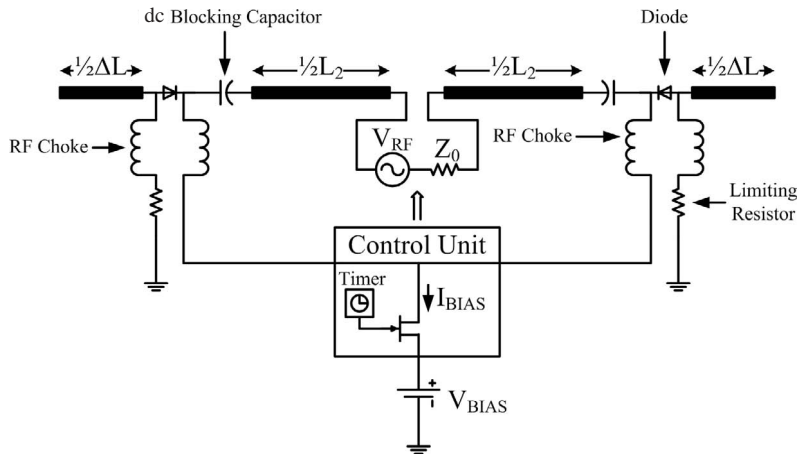 dc Blocking Capacitor
Diode
½ΔL
½L₂
½L₂
½ΔL
RF Choke
V_RF
Z₀
RF Choke
Limiting
Resistor
Control Unit
Timer
I_BIAS
+
-
V_BIAS